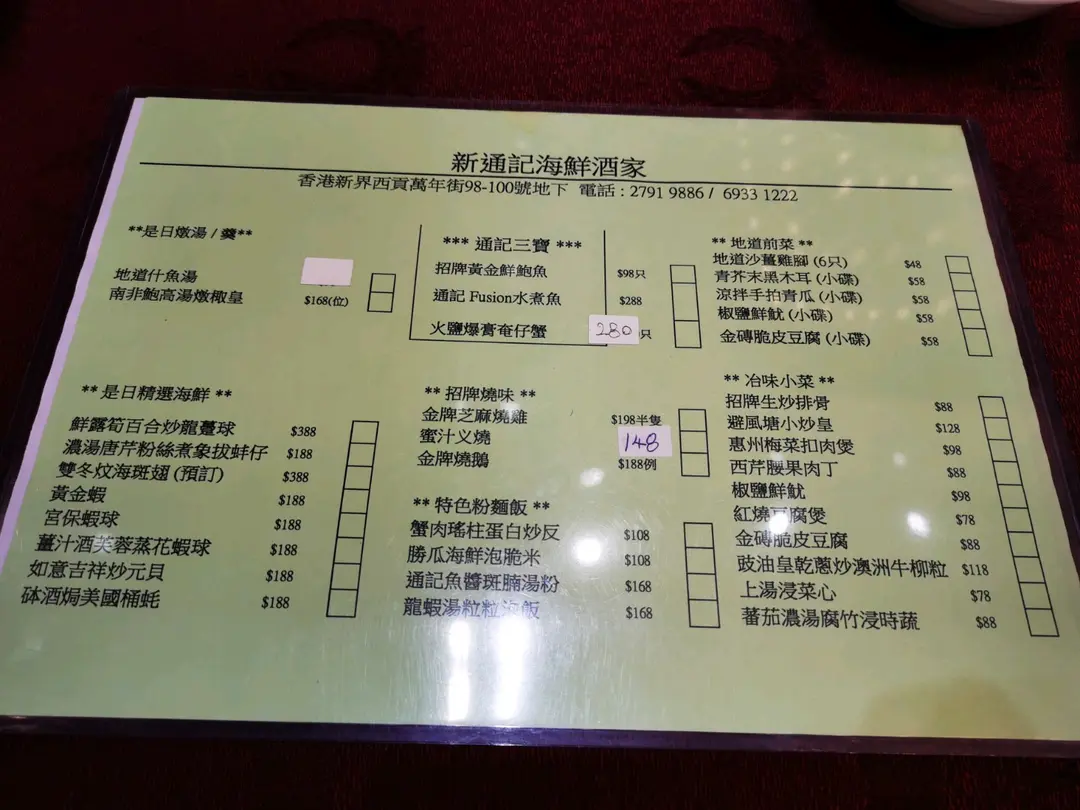 新通記海鮮酒家
香港新界西貢萬年街98-100號地下 電話：2791 9886 / 6933 1222
**是日燉湯 / 羹**
地道什魚湯
南非鮑高湯燉椰皇 $168(位)
*** 通記三寶 ***
招牌黃金鮮鮑魚 $98只
通記 Fusion水煮魚 $288
火鹽爆膏奄仔蟹 280 只
** 地道前菜 **
地道沙薑雞腳 (6只) $48
青芥末黑木耳 (小碟) $58
涼拌手拍青瓜 (小碟) $58
椒鹽鮮魷 (小碟) $58
金磚脆皮豆腐 (小碟) $58
** 是日精選海鮮 **
鮮露筍百合炒龍躉球 $388
濃湯唐芹粉絲煮象拔蚌仔 $188
雙冬炆海斑翅 (預訂) $388
黃金蝦 $188
宮保蝦球 $188
薑汁酒芙蓉蒸花蝦球 $188
如意吉祥炒元貝 $188
砵酒焗美國桶蚝 $188
** 招牌燒味 **
金牌芝麻燒雞 $198半隻
蜜汁叉燒 148
金牌燒鵝 $188例
** 特色粉麵飯 **
蟹肉瑤柱蛋白炒反 $108
勝瓜海鮮泡脆米 $108
通記魚醬斑腩湯粉 $168
龍蝦湯粒粒海飯 $168
** 冶味小菜 **
招牌生炒排骨 $88
避風塘小炒皇 $128
惠州梅菜扣肉煲 $98
西芹腰果肉丁 $88
椒鹽鮮魷 $98
紅燒豆腐煲 $78
金磚脆皮豆腐 $88
豉油皇乾蔥炒澳洲牛柳粒 $118
上湯浸菜心 $78
蕃茄濃湯腐竹浸時蔬 $88